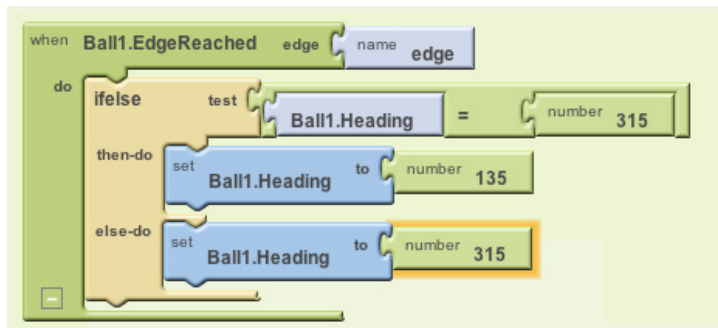 when Ball1.EdgeReached edge name edge
do ifelse test Ball1.Heading = number 315
then-do set Ball1.Heading to number 135
else-do set Ball1.Heading to number 315